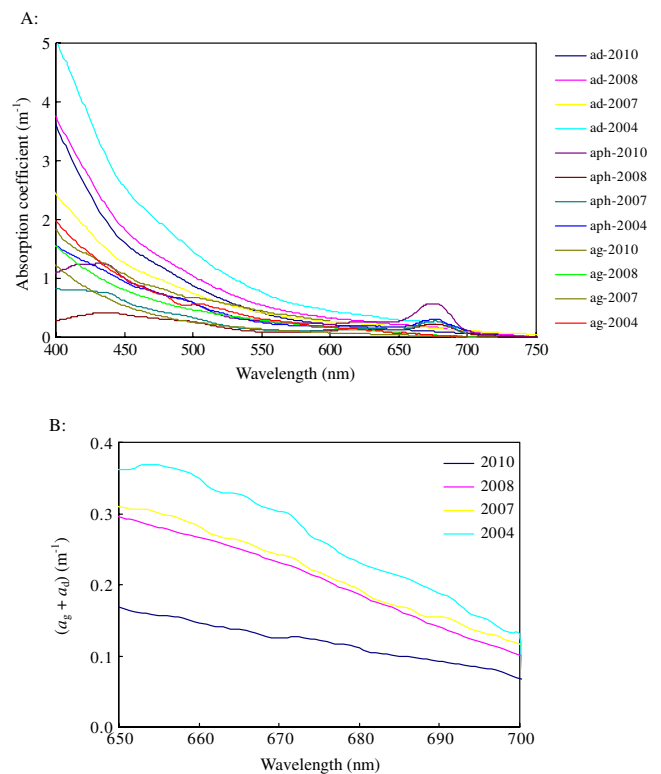 A:
5
4
3
2
1
0
Absorption coefficient (m⁻¹)
400 450 500 550 600 650 700 750
Wavelength (nm)
ad-2010
ad-2008
ad-2007
ad-2004
aph-2010
aph-2008
aph-2007
aph-2004
ag-2010
ag-2008
ag-2007
ag-2004
B:
0.4
0.3
0.2
0.1
0.0
(a_g + a_d) (m⁻¹)
2010
2008
2007
2004
650 660 670 680 690 700
Wavelength (nm)